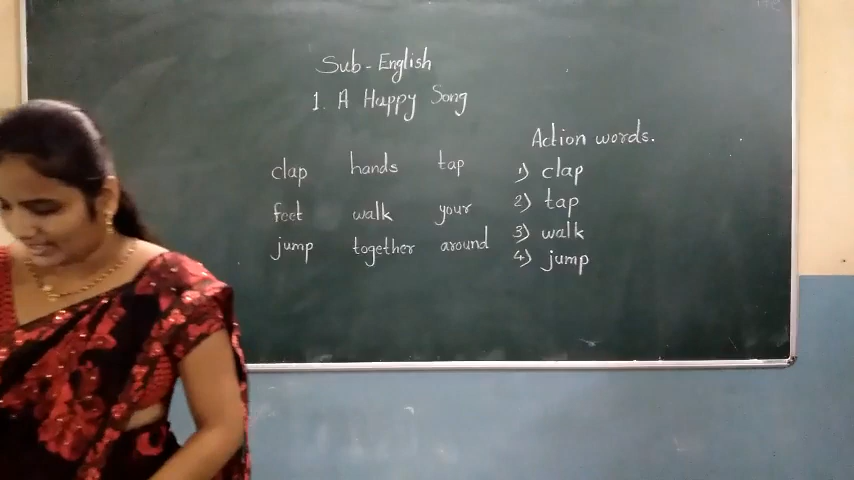 Sub - English
1. A Happy Song
clap hands tap
feet walk your
jump together around
Action words.
1) clap
2) tap
3) walk
4) jump